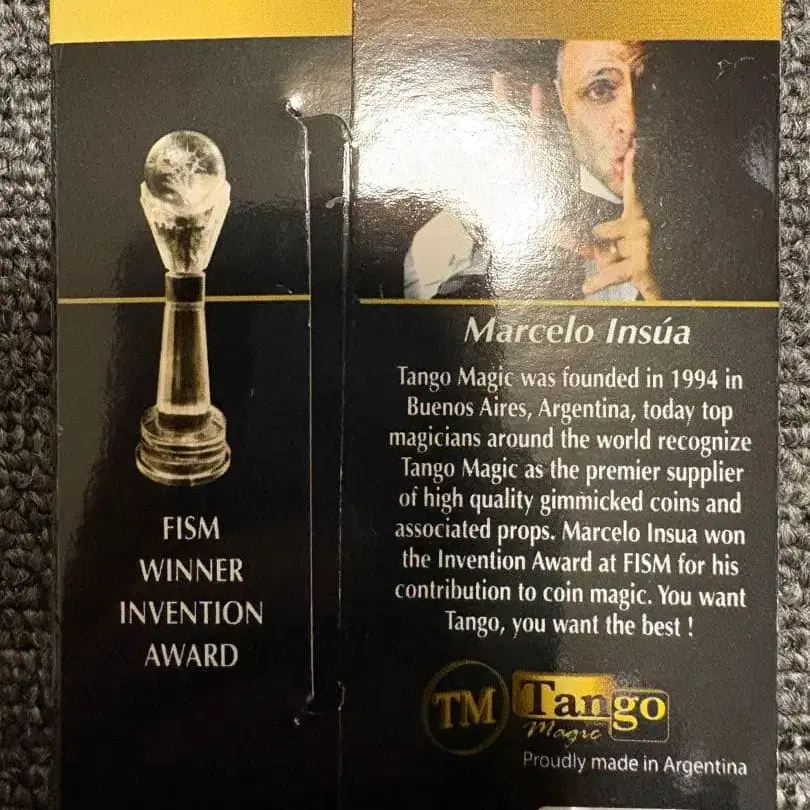 FISM
WINNER
INVENTION
AWARD
Marcelo Insúa
Tango Magic was founded in 1994 in
Buenos Aires, Argentina, today top
magicians around the world recognize
Tango Magic as the premier supplier
of high quality gimmicked coins and
associated props. Marcelo Insua won
the Invention Award at FISM for his
contribution to coin magic. You want
Tango, you want the best !
TM Tango
Magic
Proudly made in Argentina